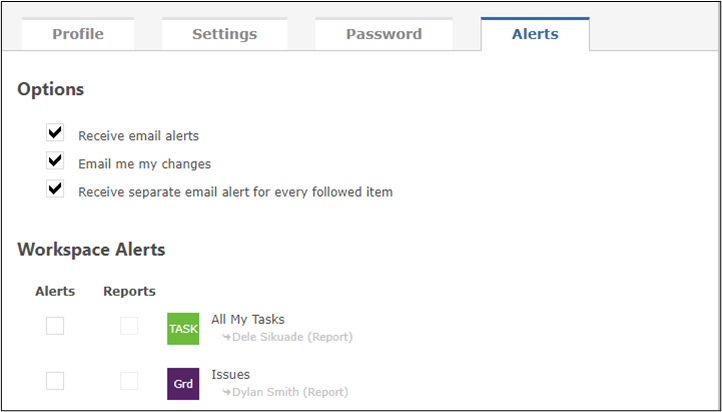 Profile Settings Password Alerts
Options
Receive email alerts
Email me my changes
Receive separate email alert for every followed item
Workspace Alerts
Alerts Reports
TASK All My Tasks
Dele Sikuade (Report)
Grd Issues
Dylan Smith (Report)